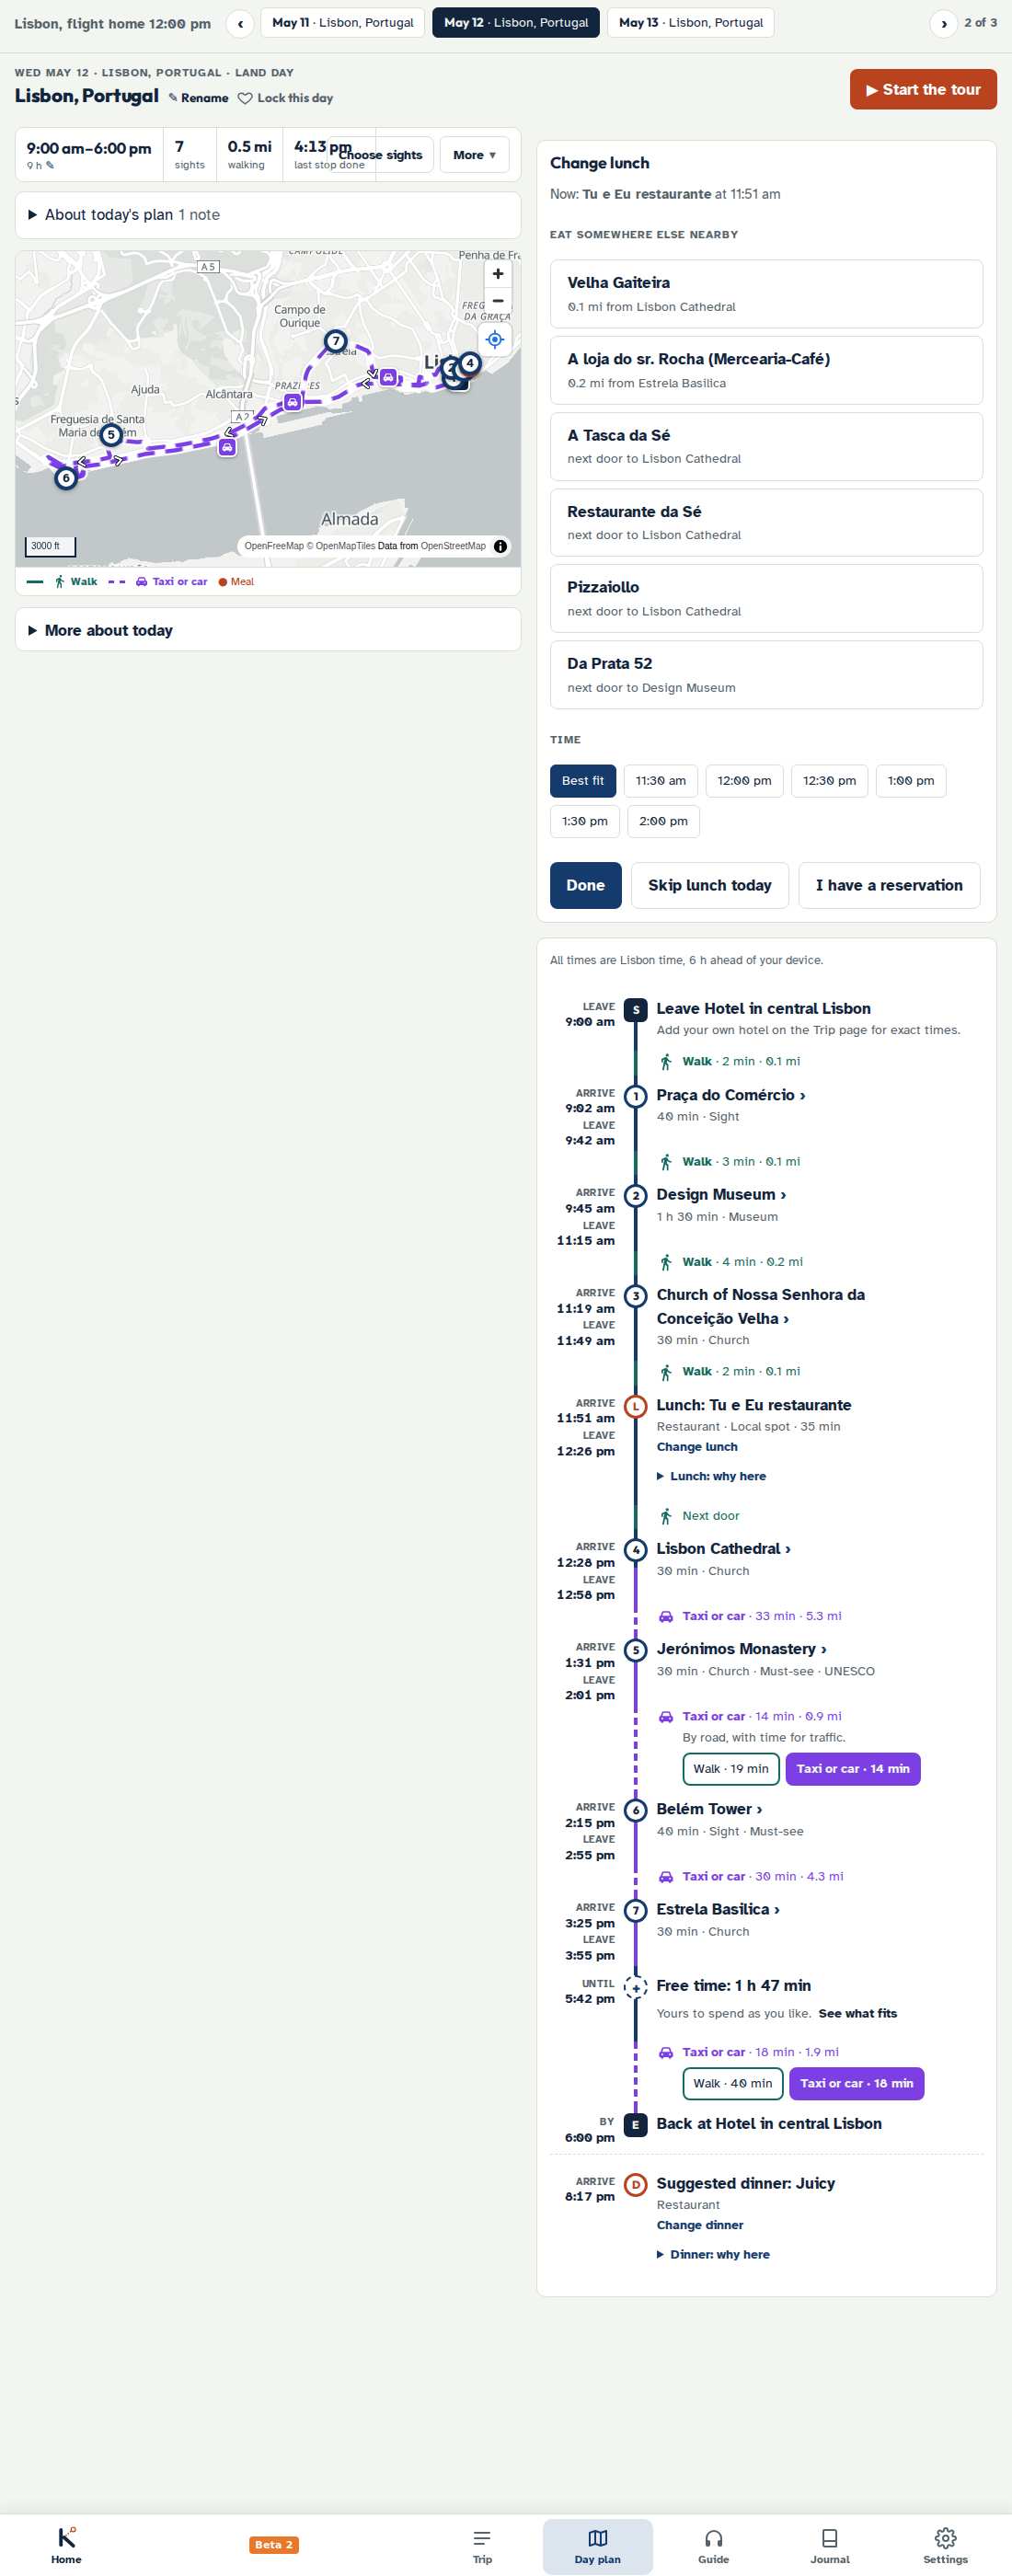 Lisbon, flight home 12:00 pm
‹
May 11 · Lisbon, Portugal
May 12 · Lisbon, Portugal
May 13 · Lisbon, Portugal
›
2 of 3
WED MAY 12 · LISBON, PORTUGAL · LAND DAY
Lisbon, Portugal ✎ Rename Lock this day
▶ Start the tour
9:00 am–6:00 pm
9 h ✎
7
sights
0.5 mi
walking
4:13 pm
last stop done
Choose sights
More ▾
▶ About today's plan 1 note
A 5
Penha de Fra
Campo de
Ourique
DA GRAÇA
Ajuda
Alcântara
A 2
Freguesia de Santa
Almada
+
−
7
4
5
6
3000 ft
OpenFreeMap © OpenMapTiles Data from OpenStreetMap
Walk Taxi or car Meal
▶ More about today
Change lunch
Now: Tu e Eu restaurante at 11:51 am
EAT SOMEWHERE ELSE NEARBY
Velha Gaiteira
0.1 mi from Lisbon Cathedral
A loja do sr. Rocha (Mercearia-Café)
0.2 mi from Estrela Basilica
A Tasca da Sé
next door to Lisbon Cathedral
Restaurante da Sé
next door to Lisbon Cathedral
Pizzaiollo
next door to Lisbon Cathedral
Da Prata 52
next door to Design Museum
TIME
Best fit
11:30 am
12:00 pm
12:30 pm
1:00 pm
1:30 pm
2:00 pm
Done
Skip lunch today
I have a reservation
All times are Lisbon time, 6 h ahead of your device.
LEAVE
9:00 am
S
Leave Hotel in central Lisbon
Add your own hotel on the Trip page for exact times.
Walk · 2 min · 0.1 mi
ARRIVE
9:02 am
LEAVE
9:42 am
1
Praça do Comércio ›
40 min · Sight
Walk · 3 min · 0.1 mi
ARRIVE
9:45 am
LEAVE
11:15 am
2
Design Museum ›
1 h 30 min · Museum
Walk · 4 min · 0.2 mi
ARRIVE
11:19 am
LEAVE
11:49 am
3
Church of Nossa Senhora da
Conceição Velha ›
30 min · Church
Walk · 2 min · 0.1 mi
ARRIVE
11:51 am
LEAVE
12:26 pm
L
Lunch: Tu e Eu restaurante
Restaurant · Local spot · 35 min
Change lunch
▶ Lunch: why here
Next door
ARRIVE
12:28 pm
LEAVE
12:58 pm
4
Lisbon Cathedral ›
30 min · Church
Taxi or car · 33 min · 5.3 mi
ARRIVE
1:31 pm
LEAVE
2:01 pm
5
Jerónimos Monastery ›
30 min · Church · Must-see · UNESCO
Taxi or car · 14 min · 0.9 mi
By road, with time for traffic.
Walk · 19 min
Taxi or car · 14 min
ARRIVE
2:15 pm
LEAVE
2:55 pm
6
Belém Tower ›
40 min · Sight · Must-see
Taxi or car · 30 min · 4.3 mi
ARRIVE
3:25 pm
LEAVE
3:55 pm
7
Estrela Basilica ›
30 min · Church
UNTIL
5:42 pm
+
Free time: 1 h 47 min
Yours to spend as you like. See what fits
Taxi or car · 18 min · 1.9 mi
Walk · 40 min
Taxi or car · 18 min
BY
6:00 pm
E
Back at Hotel in central Lisbon
ARRIVE
8:17 pm
D
Suggested dinner: Juicy
Restaurant
Change dinner
▶ Dinner: why here
Home
Beta 2
Trip
Day plan
Guide
Journal
Settings